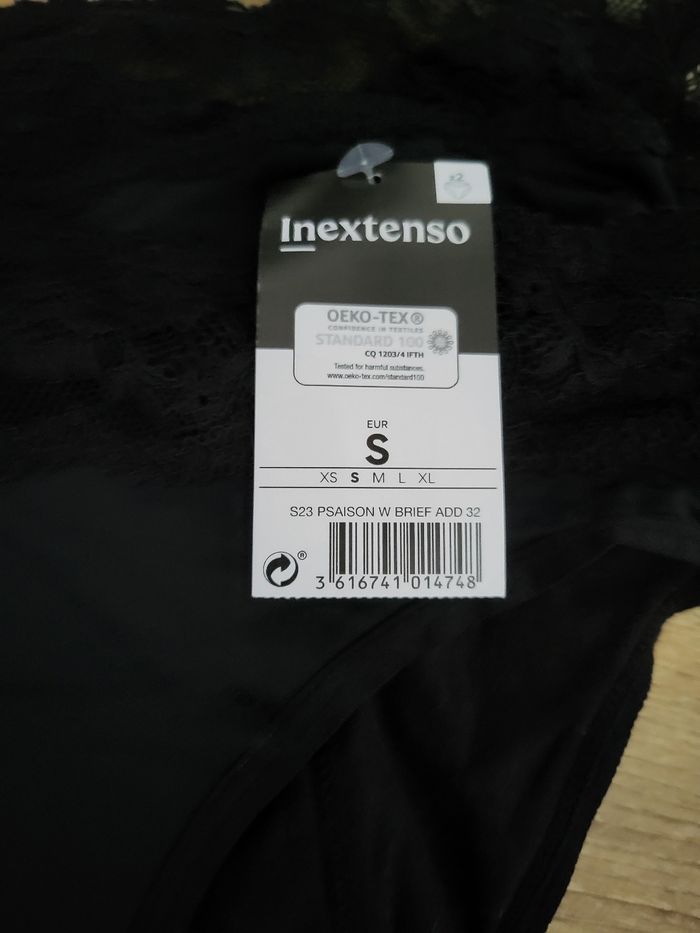 x2
Inextenso
OEKO-TEX®
CONFIDENCE IN TEXTILES
STANDARD 100
CQ 1203/4 IFTH
Tested for harmful substances.
www.oeko-tex.com/standard100
EUR
S
XS S M L XL
S23 PSAISON W BRIEF ADD 32
®
3 616741 014748